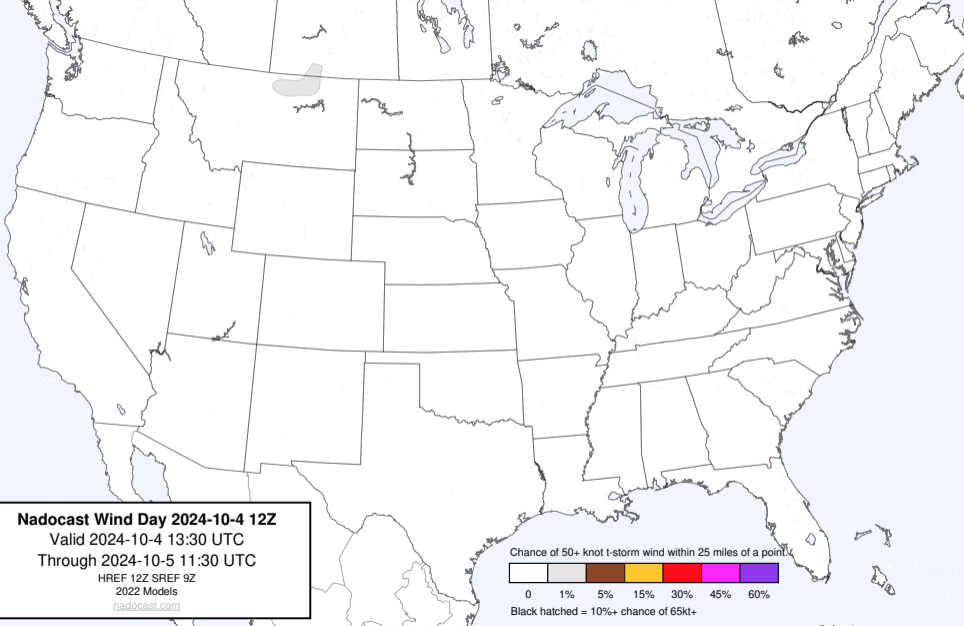 Nadocast Wind Day 2024-10-4 12Z
Valid 2024-10-4 13:30 UTC
Through 2024-10-5 11:30 UTC
HREF 12Z SREF 9Z
2022 Models
nadocast.com
Chance of 50+ knot t-storm wind within 25 miles of a point.
0 1% 5% 15% 30% 45% 60%
Black hatched = 10%+ chance of 65kt+